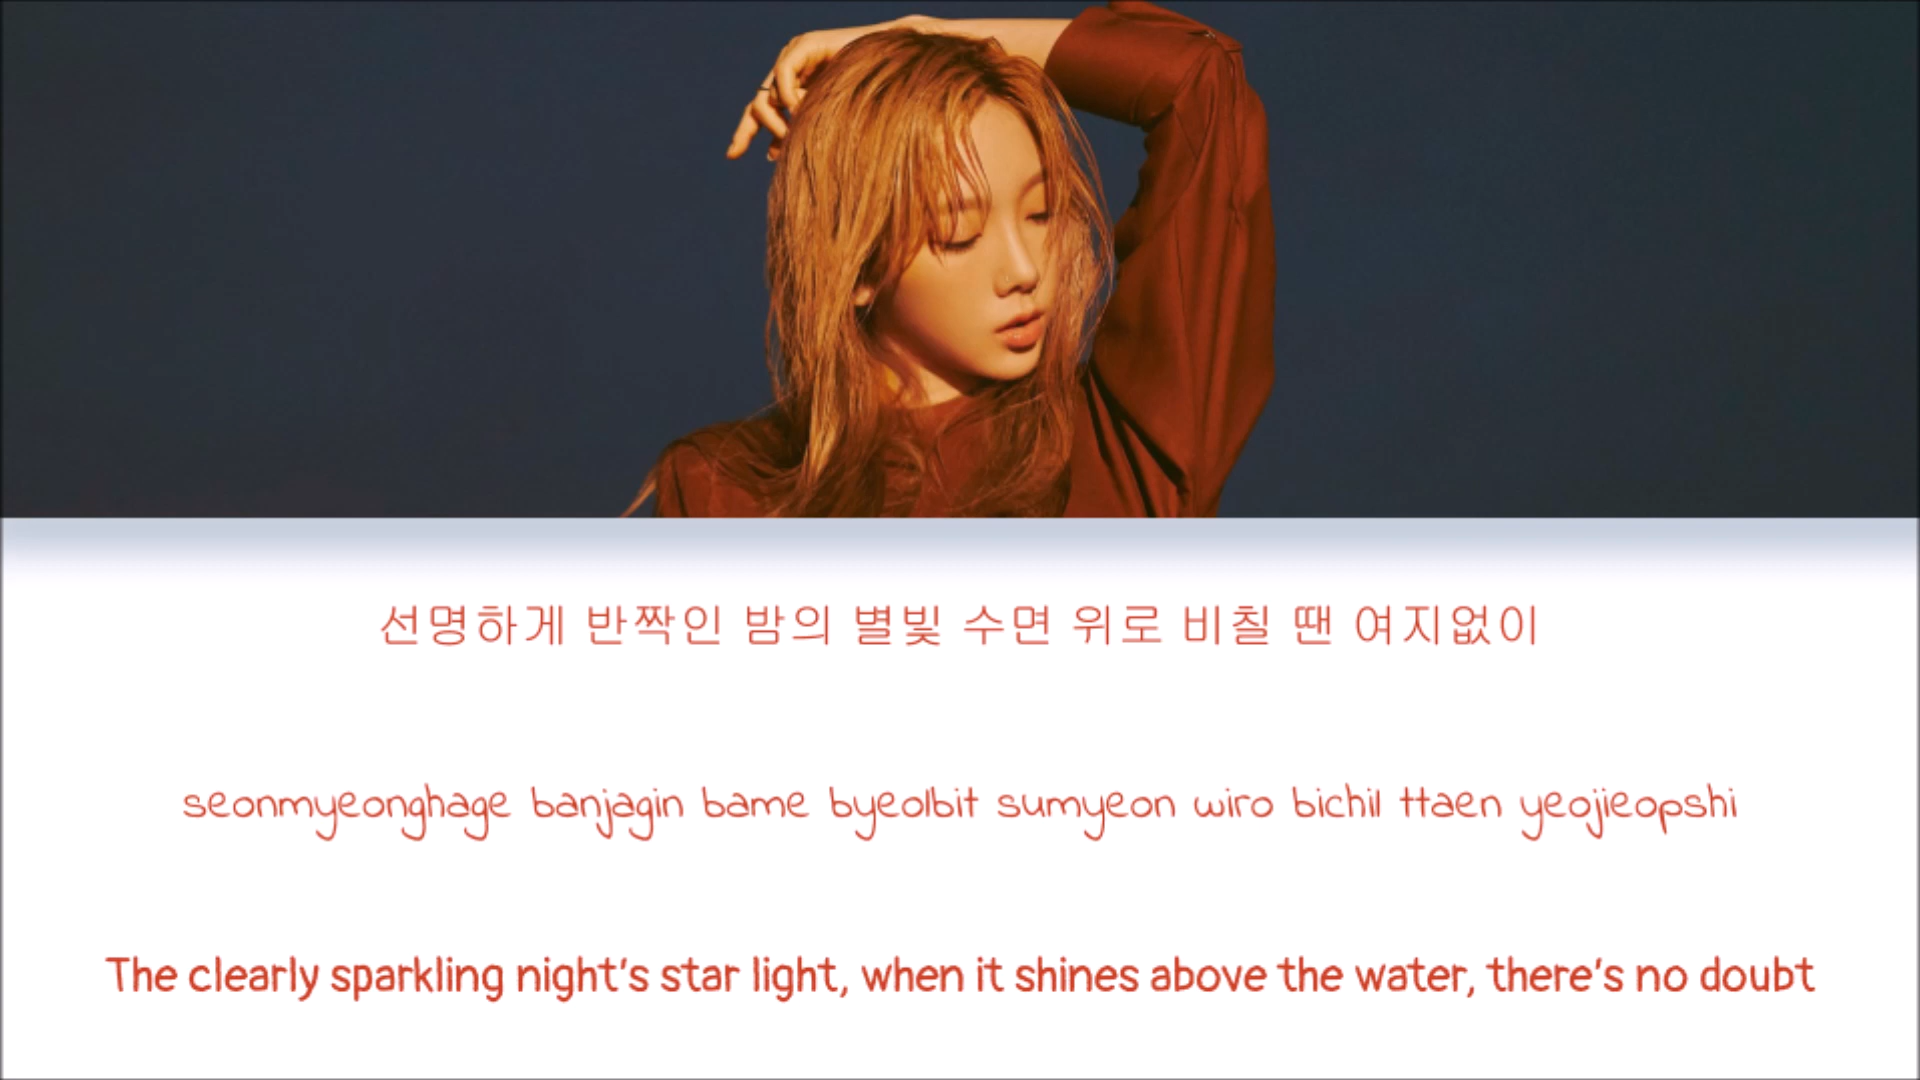 선명하게 반짝인 밤의 별빛 수면 위로 비칠 땐 여지없이
seonmyeonghage banjagin bame byeolbit sumyeon wiro bichil ttaen yeojieopshi
The clearly sparkling night's star light, when it shines above the water, there's no doubt